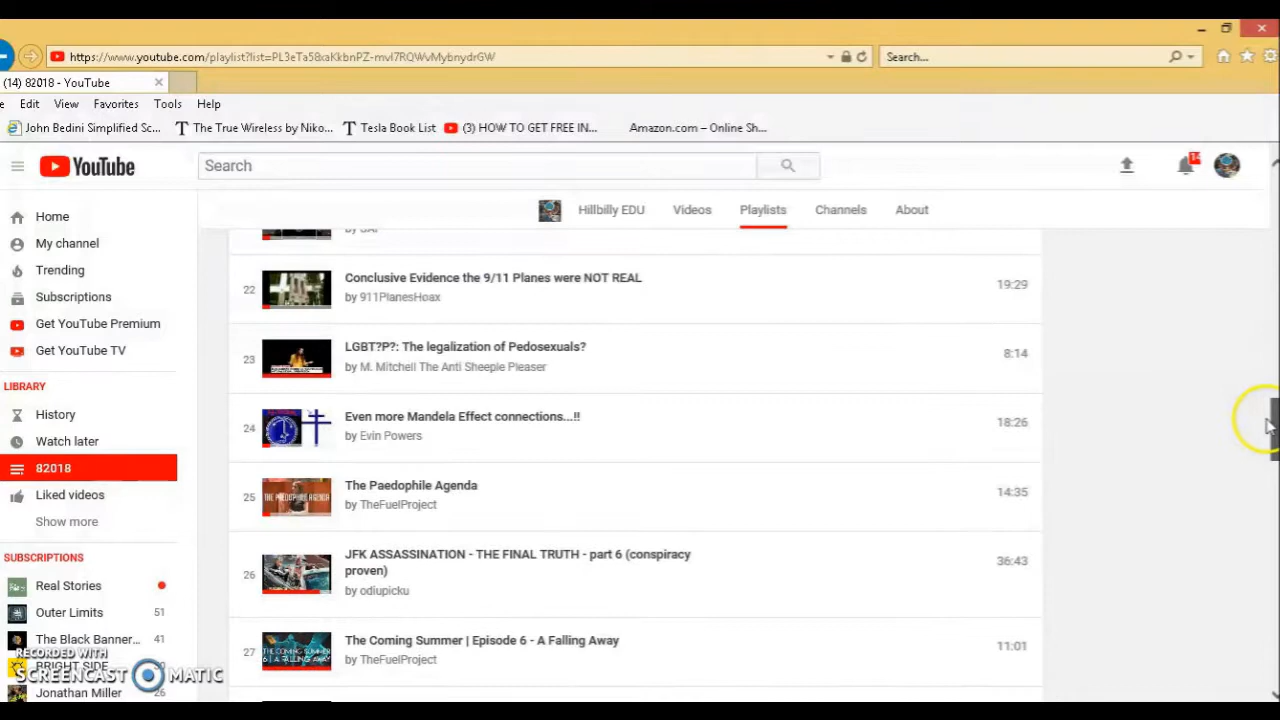 https://www.youtube.com/playlist?list=PL3eTa58xaKkbnPZ-mvl7RQWvMybnydrGW
Search...
(14) 82018 - YouTube
Edit View Favorites Tools Help
John Bedini Simplified Sc... The True Wireless by Niko... Tesla Book List (3) HOW TO GET FREE IN... Amazon.com – Online Sh...
YouTube
Search
14
Hillbilly EDU Videos Playlists Channels About
Home
My channel
Trending
Subscriptions
Get YouTube Premium
Get YouTube TV
LIBRARY
History
Watch later
82018
Liked videos
Show more
SUBSCRIPTIONS
Real Stories
Outer Limits 51
The Black Banner... 41
BRIGHT SIDE
Jonathan Miller 26
22 Conclusive Evidence the 9/11 Planes were NOT REAL 19:29
by 911PlanesHoax
23 LGBT?P?: The legalization of Pedosexuals? 8:14
by M. Mitchell The Anti Sheeple Pleaser
24 Even more Mandela Effect connections...!! 18:26
by Evin Powers
25 The Paedophile Agenda 14:35
by TheFuelProject
26 JFK ASSASSINATION - THE FINAL TRUTH - part 6 (conspiracy
proven) 36:43
by odiupicku
27 The Coming Summer | Episode 6 - A Falling Away 11:01
by TheFuelProject
RECORDED WITH
SCREENCAST MATIC